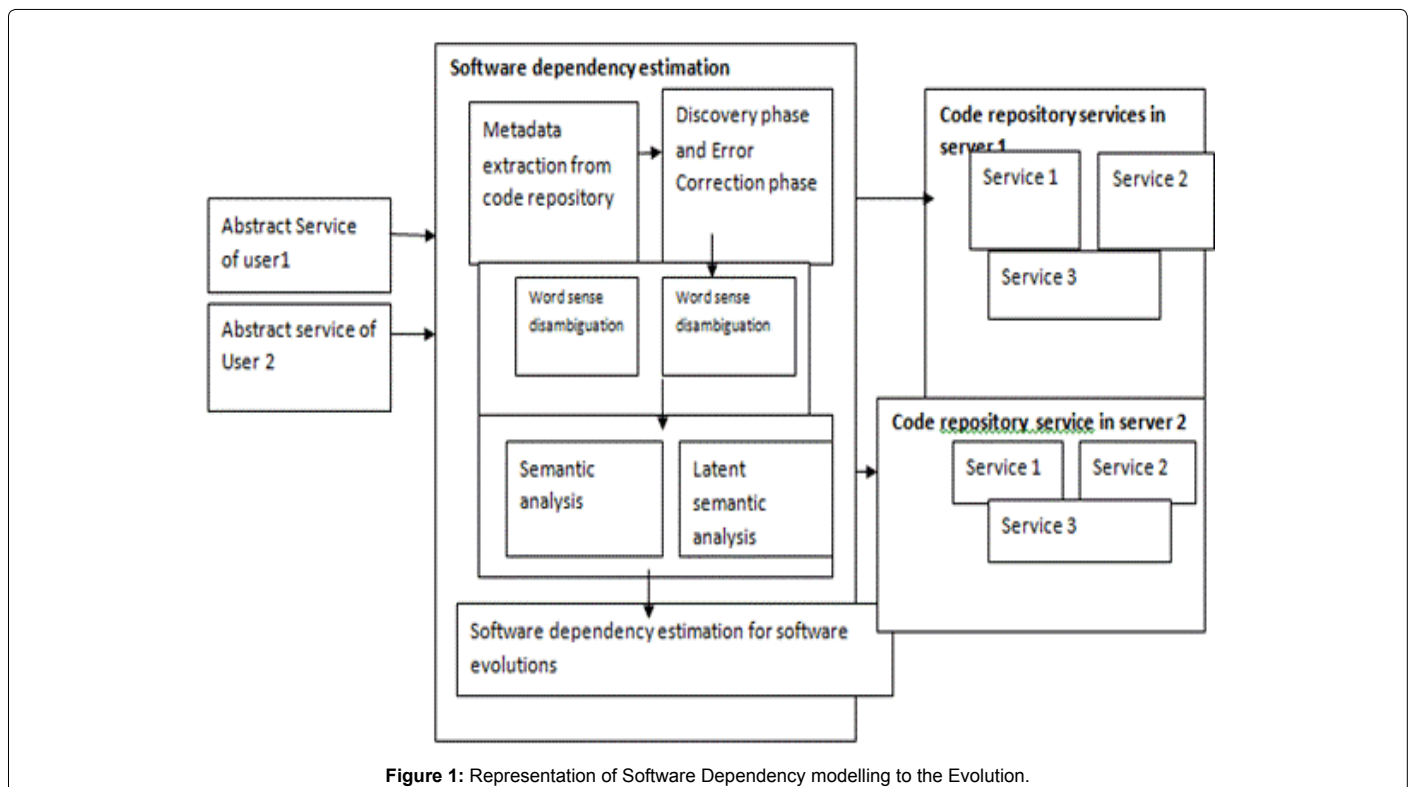 Software dependency estimation
Metadata
extraction from
code repository
Discovery phase
and Error
Correction phase
Abstract Service
of user1
Abstract service of
User 2
Word sense
disambiguation
Word sense
disambiguation
Semantic
analysis
Latent
semantic
analysis
Software dependency estimation for software
evolutions
Code repository services in
server 1
Service 1
Service 2
Service 3
Code repository service in server 2
Service 1
Service 2
Service 3
Figure 1: Representation of Software Dependency modelling to the Evolution.